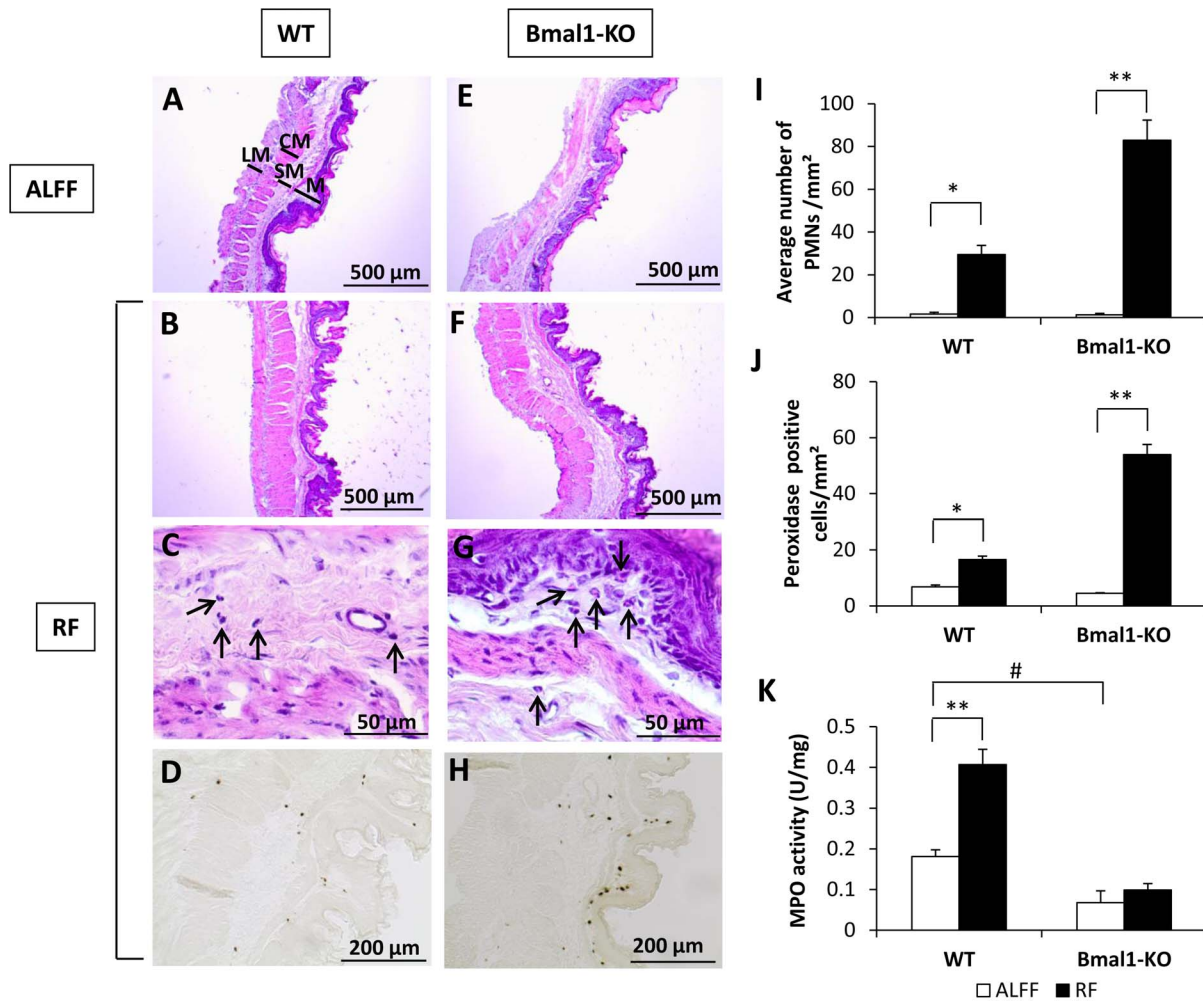 WT
Bmal1-KO
ALFF
RF
A
LM
CM
SM
M
500 µm
E
500 µm
B
500 µm
F
500 µm
C
50 µm
G
50 µm
D
200 µm
H
200 µm
I
Average number of
PMNs /mm²
100
80
60
40
20
0
*
**
WT
Bmal1-KO
J
Peroxidase positive
cells/mm²
80
60
40
20
0
*
**
WT
Bmal1-KO
K
MPO activity (U/mg)
0.5
0.4
0.3
0.2
0.1
0
#
**
WT
Bmal1-KO
ALFF RF